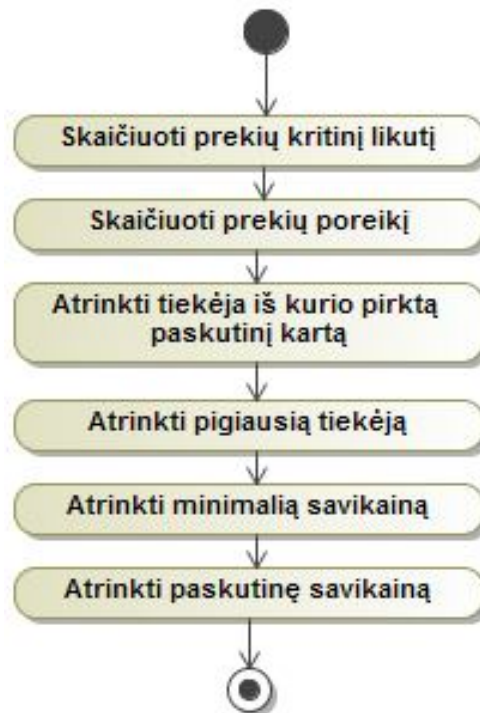 Skaičiuoti prekių kritinį likutį
Skaičiuoti prekių poreikį
Atrinkti tiekėja iš kurio pirktą
paskutinį kartą
Atrinkti pigiausią tiekėją
Atrinkti minimalią savikainą
Atrinkti paskutinę savikainą